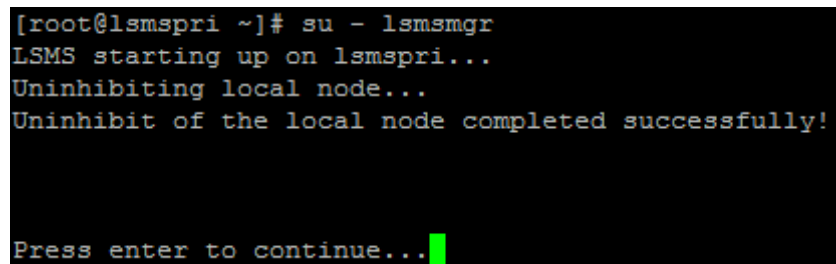 [root@lsmspri ~]# su - lsmsmgr
LSMS starting up on lsmspri...
Uninhibiting local node...
Uninhibit of the local node completed successfully!
Press enter to continue...